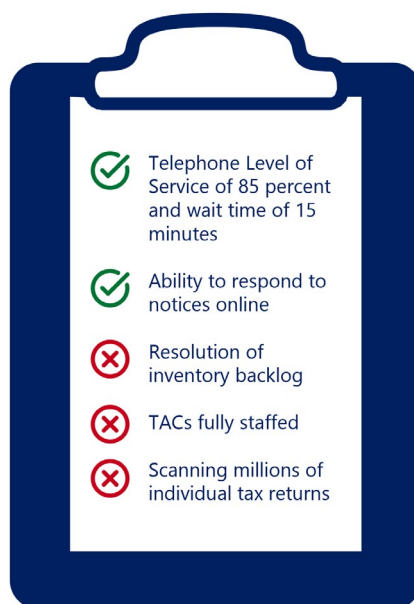 Telephone Level of
Service of 85 percent
and wait time of 15
minutes
Ability to respond to
notices online
Resolution of
inventory backlog
TACs fully staffed
Scanning millions of
individual tax returns